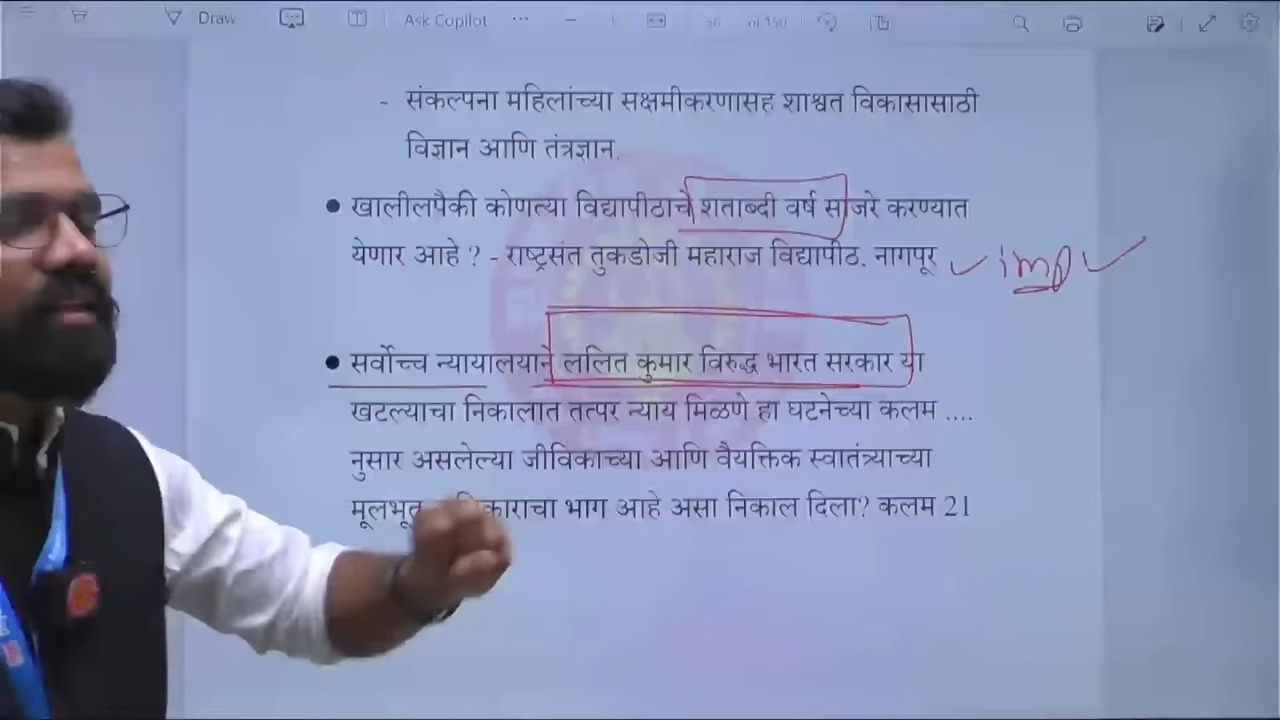 Draw
Ask Copilot
- संकल्पना महिलांच्या सक्षमीकरणासह शाश्वत विकासासाठी
विज्ञान आणि तंत्रज्ञान.
● खालीलपैकी कोणत्या विद्यापीठाचे शताब्दी वर्ष साजरे करण्यात
येणार आहे ? - राष्ट्रसंत तुकडोजी महाराज विद्यापीठ. नागपूर
imp
● सर्वोच्च न्यायालयाने ललित कुमार विरुद्ध भारत सरकार या
खटल्याचा निकालात तत्पर न्याय मिळणे हा घटनेच्या कलम ....
नुसार असलेल्या जीविकाच्या आणि वैयक्तिक स्वातंत्र्याच्या
भाग आहे असा निकाल दिला? कलम 21